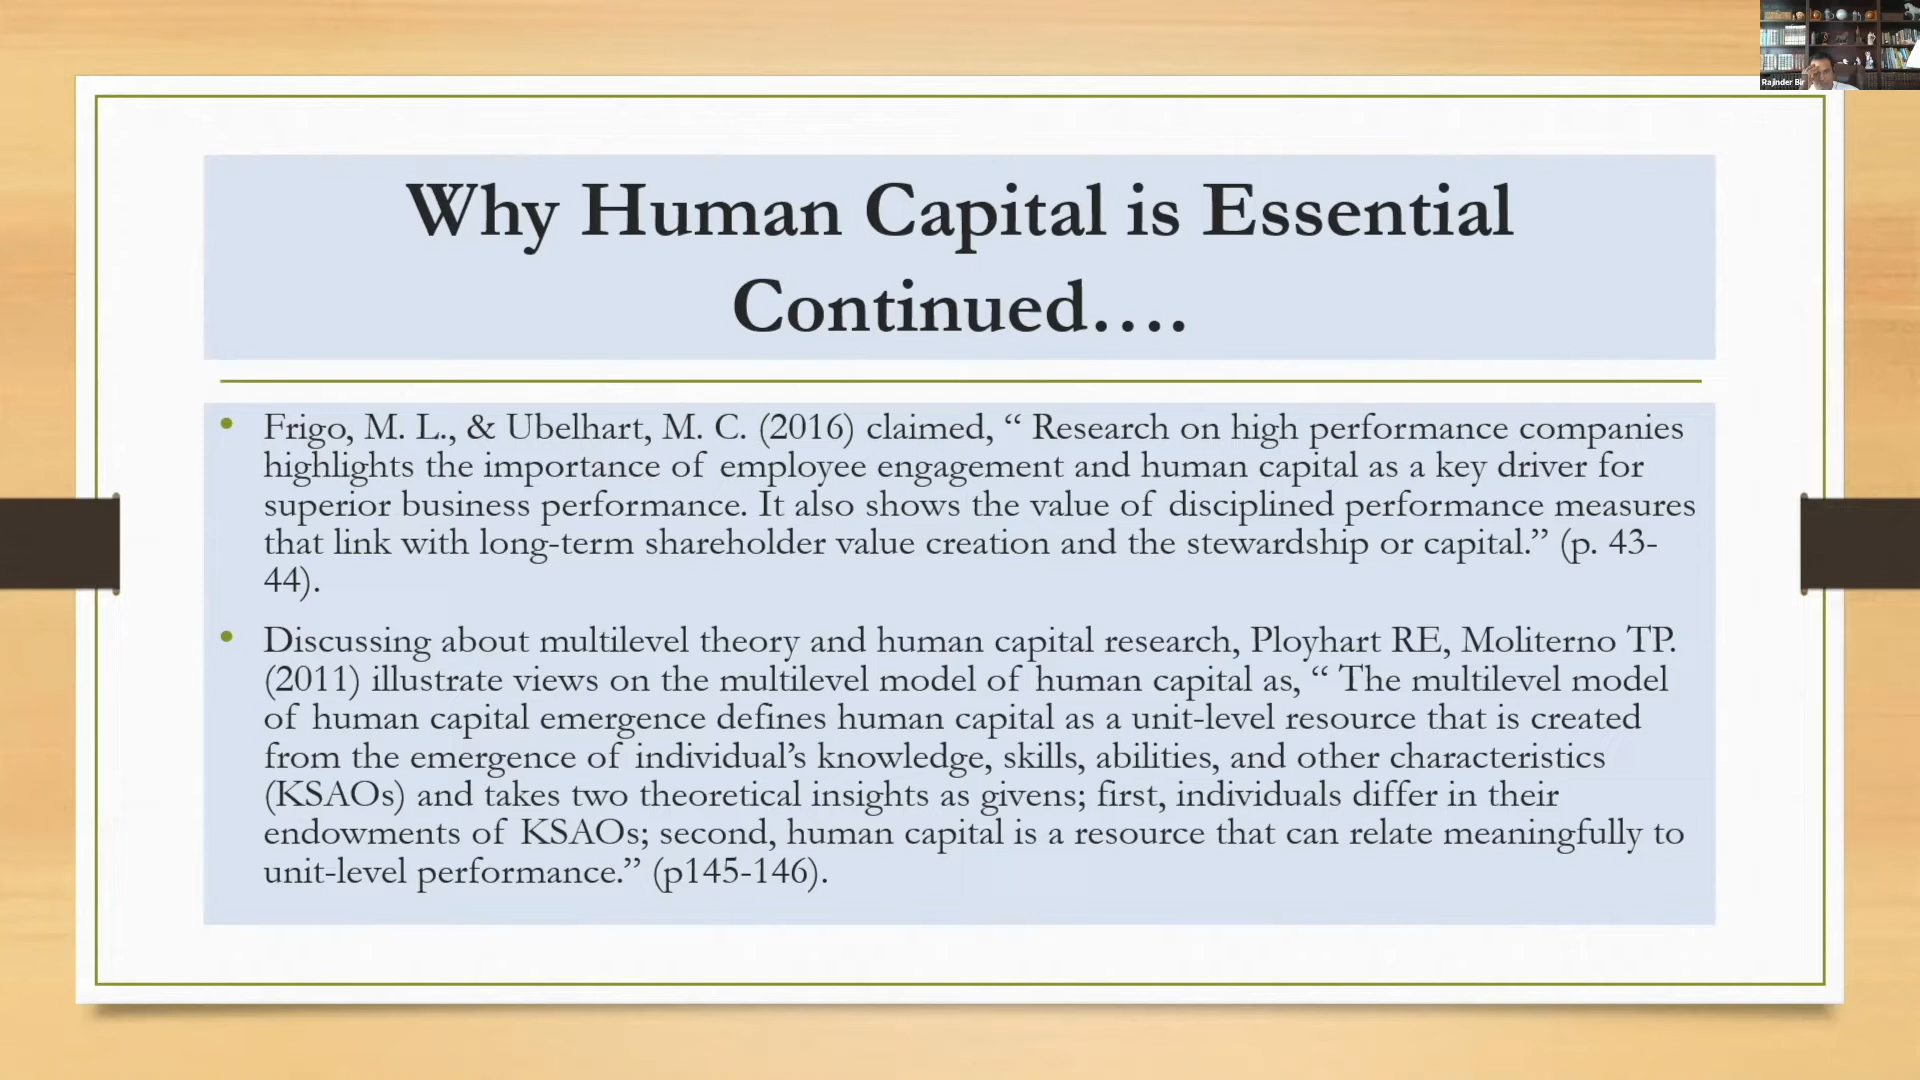 Rajinder Bir
Why Human Capital is Essential
Continued….
• Frigo, M. L., & Ubelhart, M. C. (2016) claimed, “ Research on high performance companies
highlights the importance of employee engagement and human capital as a key driver for
superior business performance. It also shows the value of disciplined performance measures
that link with long-term shareholder value creation and the stewardship or capital.” (p. 43-
44).
• Discussing about multilevel theory and human capital research, Ployhart RE, Moliterno TP.
(2011) illustrate views on the multilevel model of human capital as, “ The multilevel model
of human capital emergence defines human capital as a unit-level resource that is created
from the emergence of individual’s knowledge, skills, abilities, and other characteristics
(KSAOs) and takes two theoretical insights as givens; first, individuals differ in their
endowments of KSAOs; second, human capital is a resource that can relate meaningfully to
unit-level performance.” (p145-146).